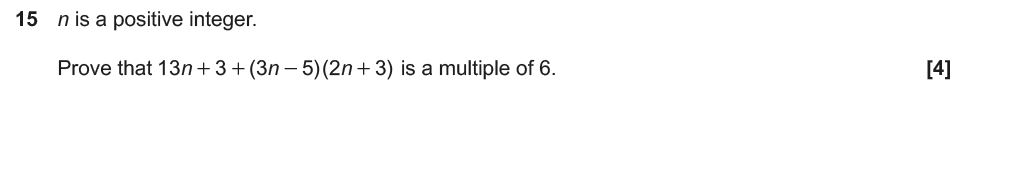 15 n is a positive integer.
Prove that 13n + 3 + (3n − 5)(2n + 3) is a multiple of 6. [4]